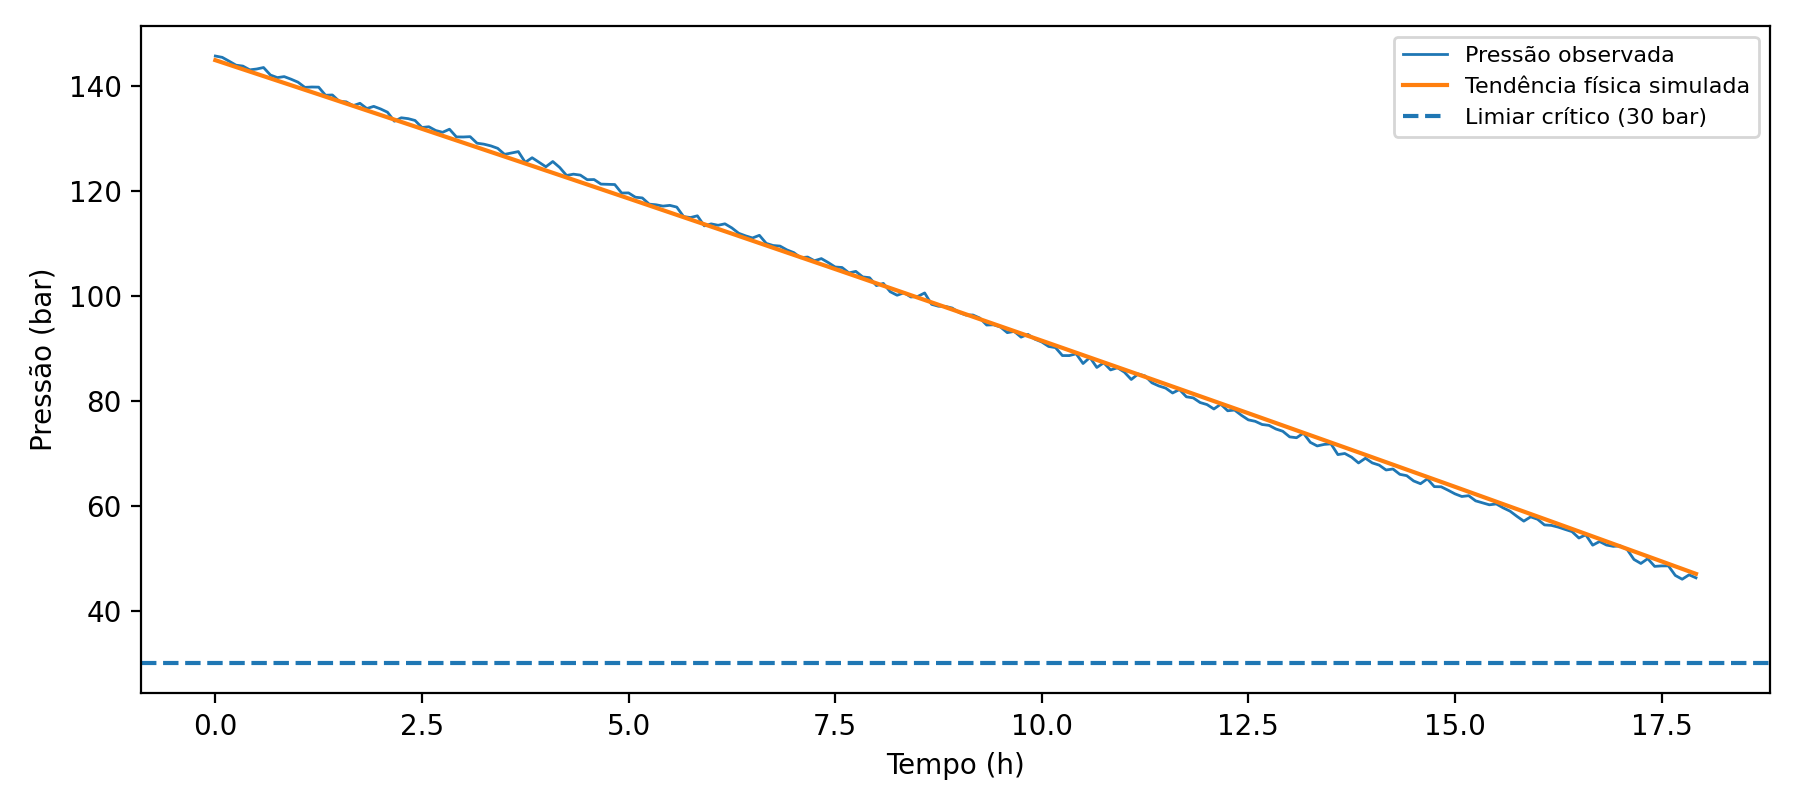 Pressão observada
Tendência física simulada
Limiar crítico (30 bar)
Pressão (bar)
140
120
100
80
60
40
0.0 2.5 5.0 7.5 10.0 12.5 15.0 17.5
Tempo (h)